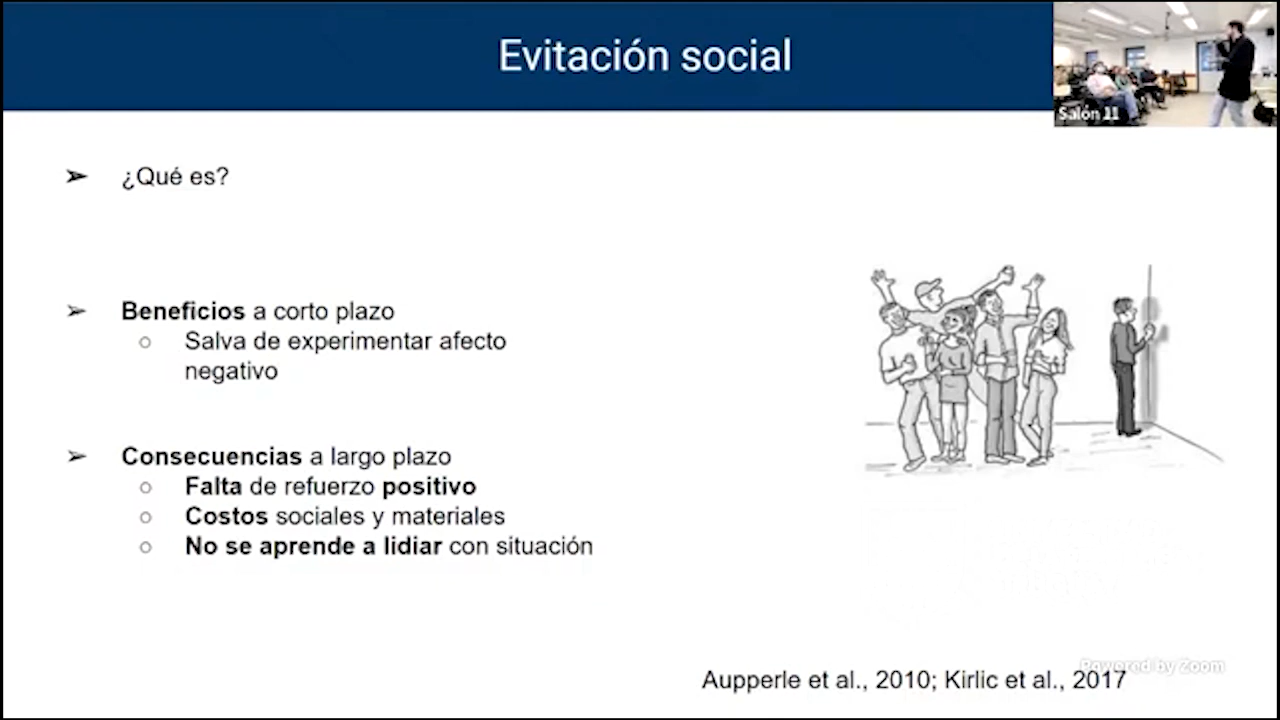 Evitación social
Salón 11
➢ ¿Qué es?
➢ Beneficios a corto plazo
○ Salva de experimentar afecto
negativo
➢ Consecuencias a largo plazo
○ Falta de refuerzo positivo
○ Costos sociales y materiales
○ No se aprende a lidiar con situación
Powered by Zoom
Aupperle et al., 2010; Kirlic et al., 2017